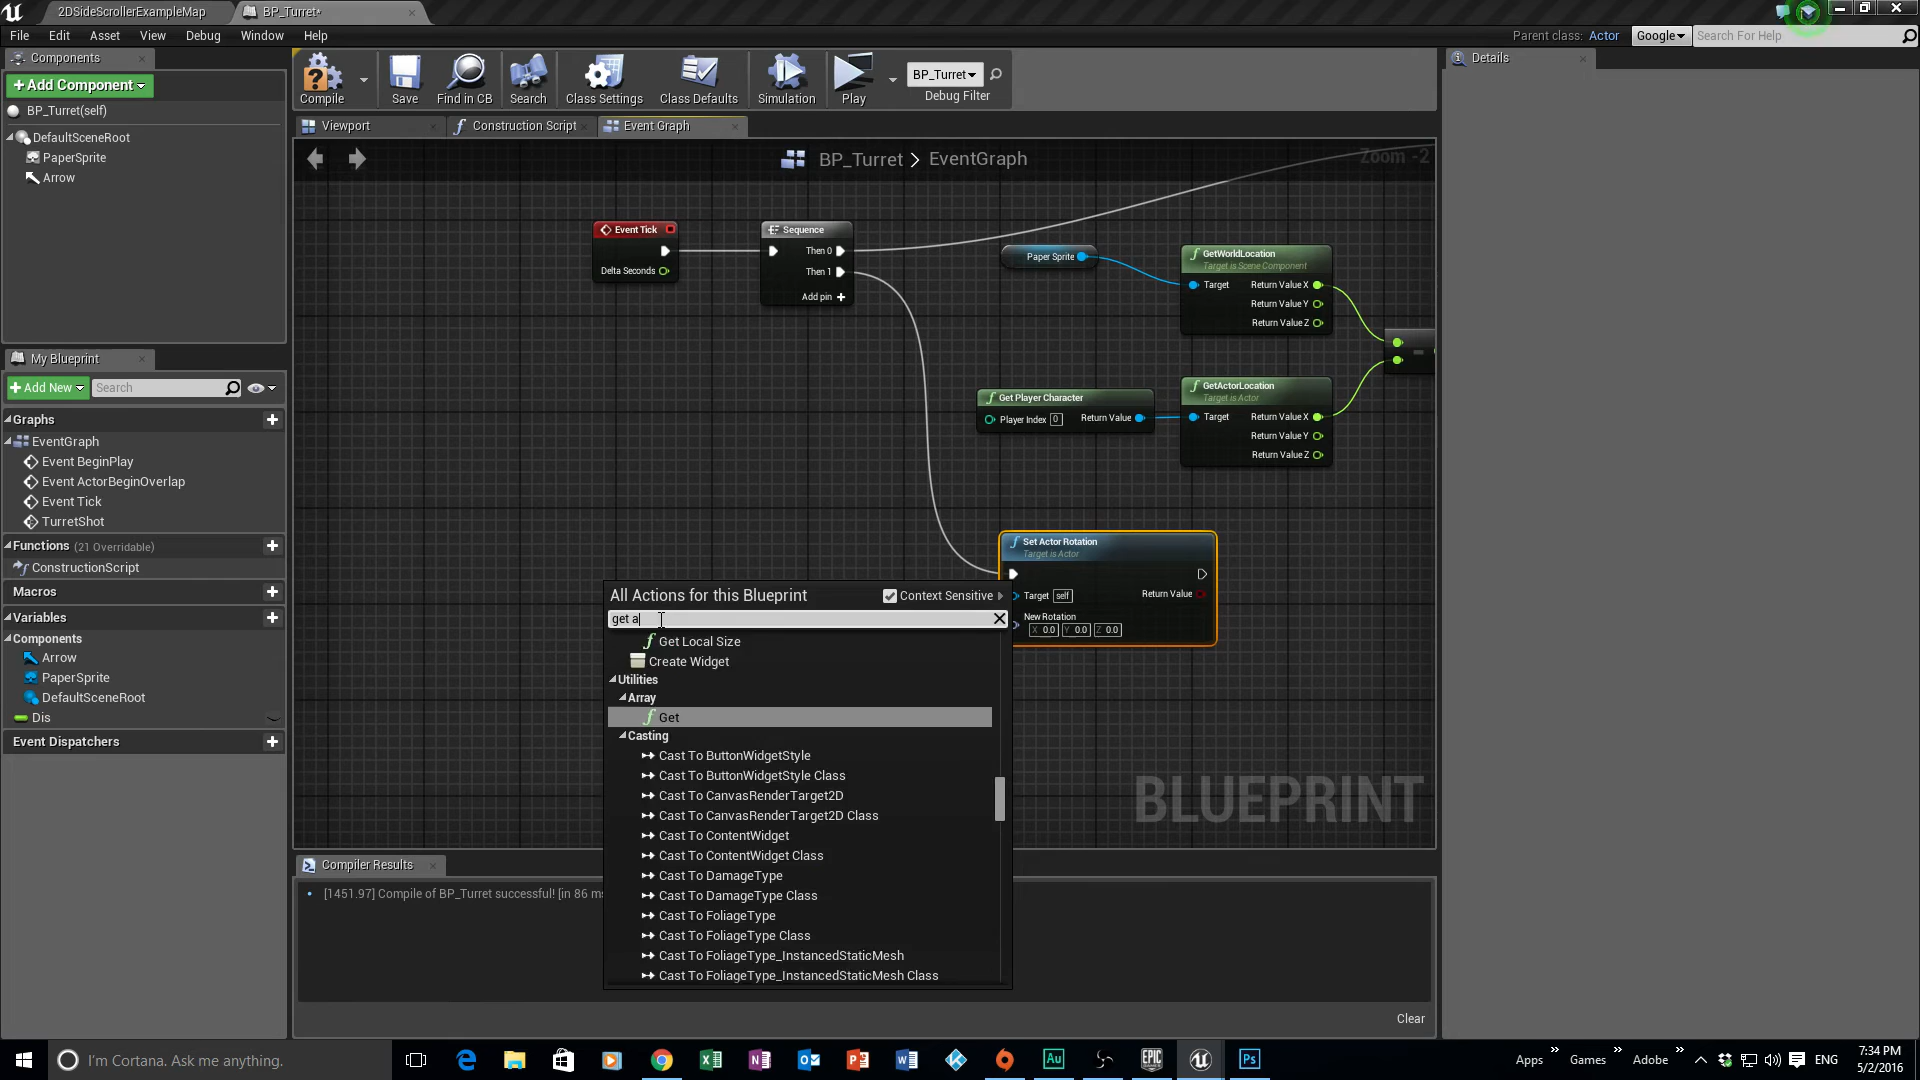 2DSideScrollerExampleMap
BP_Turret*
File Edit Asset View Debug Window Help
Parent class: Actor Google Search For Help
Components
+Add Component
BP_Turret(self)
DefaultSceneRoot
PaperSprite
Arrow
Compile Save Find in CB Search Class Settings Class Defaults Simulation Play
BP_Turret
Debug Filter
Details
Viewport Construction Script Event Graph
BP_Turret > EventGraph
Zoom -2
Event Tick
Delta Seconds
Sequence
Then 0
Then 1
Add pin +
Paper Sprite
GetWorldLocation
Target is Scene Component
Target Return Value X
Return Value Y
Return Value Z
Get Player Character
Player Index 0 Return Value
GetActorLocation
Target is Actor
Target Return Value X
Return Value Y
Return Value Z
Set Actor Rotation
Target is Actor
Target self Return Value
New Rotation
X 0.0 Y 0.0 Z 0.0
My Blueprint
+Add New Search
Graphs
EventGraph
Event BeginPlay
Event ActorBeginOverlap
Event Tick
TurretShot
Functions (21 Overridable)
ConstructionScript
Macros
Variables
Components
Arrow
PaperSprite
DefaultSceneRoot
Dis
Event Dispatchers
All Actions for this Blueprint Context Sensitive
get a
Get Local Size
Create Widget
Utilities
Array
Get
Casting
Cast To ButtonWidgetStyle
Cast To ButtonWidgetStyle Class
Cast To CanvasRenderTarget2D
Cast To CanvasRenderTarget2D Class
Cast To ContentWidget
Cast To ContentWidget Class
Cast To DamageType
Cast To DamageType Class
Cast To FoliageType
Cast To FoliageType Class
Cast To FoliageType_InstancedStaticMesh
Cast To FoliageType_InstancedStaticMesh Class
BLUEPRINT
Compiler Results
[1451.97] Compile of BP_Turret successful! [in 86 ms
Clear
I'm Cortana. Ask me anything.
Apps Games Adobe ENG
7:34 PM
5/2/2016